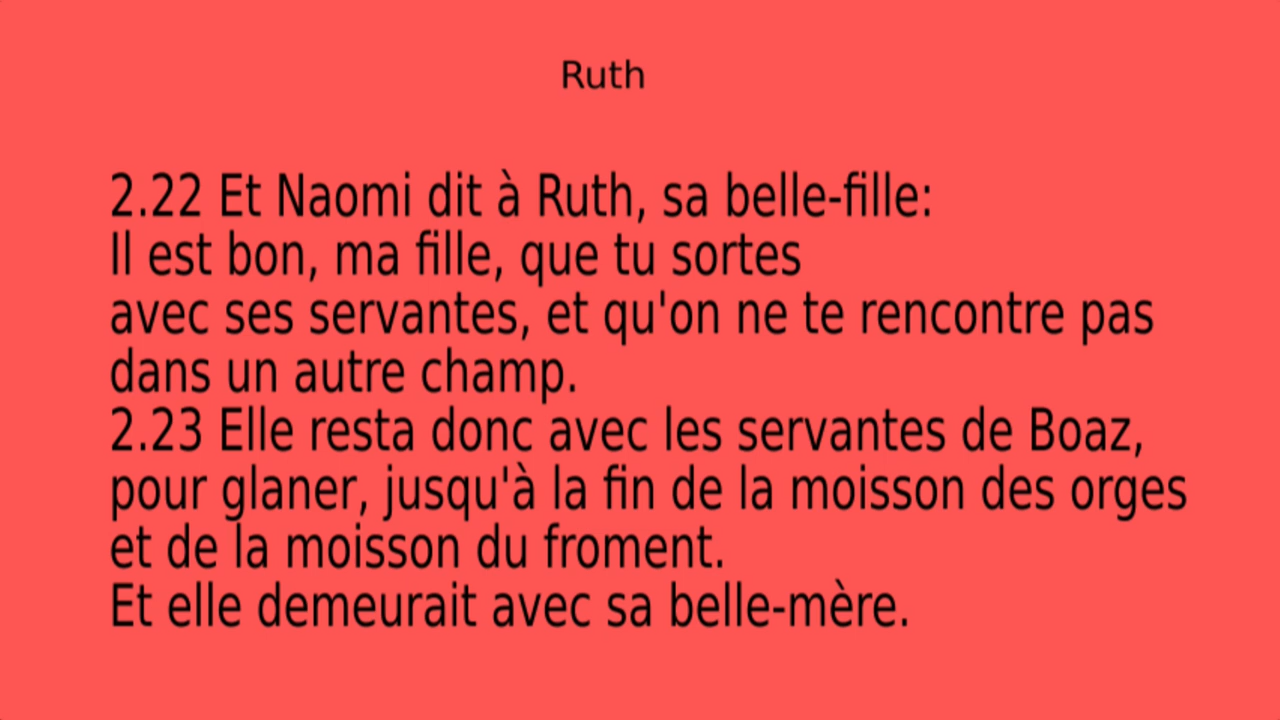 Ruth
2.22 Et Naomi dit à Ruth, sa belle-fille:
Il est bon, ma fille, que tu sortes
avec ses servantes, et qu'on ne te rencontre pas
dans un autre champ.
2.23 Elle resta donc avec les servantes de Boaz,
pour glaner, jusqu'à la fin de la moisson des orges
et de la moisson du froment.
Et elle demeurait avec sa belle-mère.